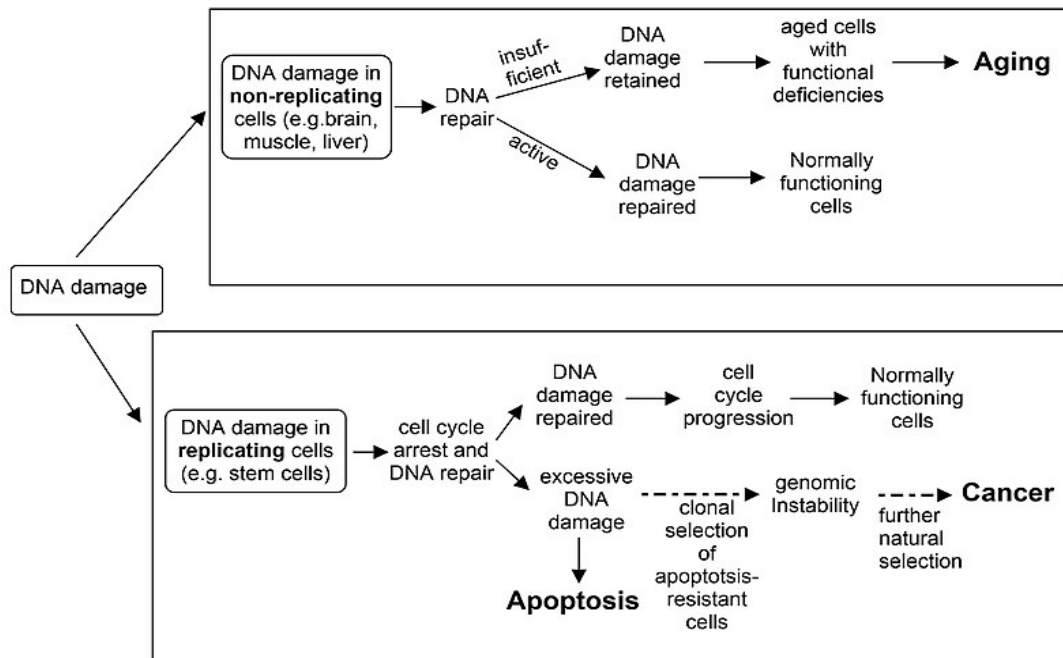 DNA damage
DNA damage in
non-replicating
cells (e.g.brain,
muscle, liver)
DNA
repair
insuf-
ficient
DNA
damage
retained
aged cells
with
functional
deficiencies
Aging
active
DNA
damage
repaired
Normally
functioning
cells
DNA damage in
replicating cells
(e.g. stem cells)
cell cycle
arrest and
DNA repair
DNA
damage
repaired
cell
cycle
progression
Normally
functioning
cells
excessive
DNA
damage
Apoptosis
clonal
selection
of
apoptotsis-
resistant
cells
genomic
Instability
further
natural
selection
Cancer